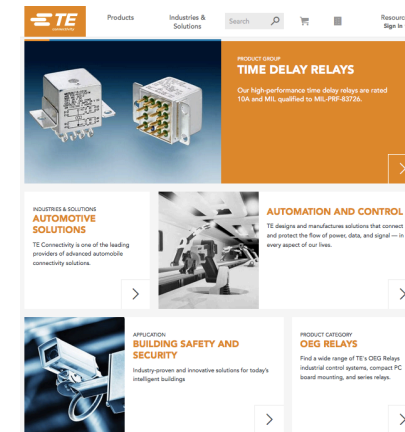 TE
connectivity
Products
Industries &
Solutions
Search
Resourc
Sign In
PRODUCT GROUP
TIME DELAY RELAYS
Our high-performance time delay relays are rated
10A and MIL qualified to MIL-PRF-83726.
INDUSTRIES & SOLUTIONS
AUTOMOTIVE
SOLUTIONS
TE Connectivity is one of the leading
providers of advanced automobile
connectivity solutions.
AUTOMATION AND CONTROL
TE designs and manufactures solutions that connect
and protect the flow of power, data, and signal — in
every aspect of our lives.
APPLICATION
BUILDING SAFETY AND
SECURITY
Industry-proven and innovative solutions for today's
intelligent buildings
PRODUCT CATEGORY
OEG RELAYS
Find a wide range of TE's OEG Relays
industrial control systems, compact PC
board mounting, and series relays.